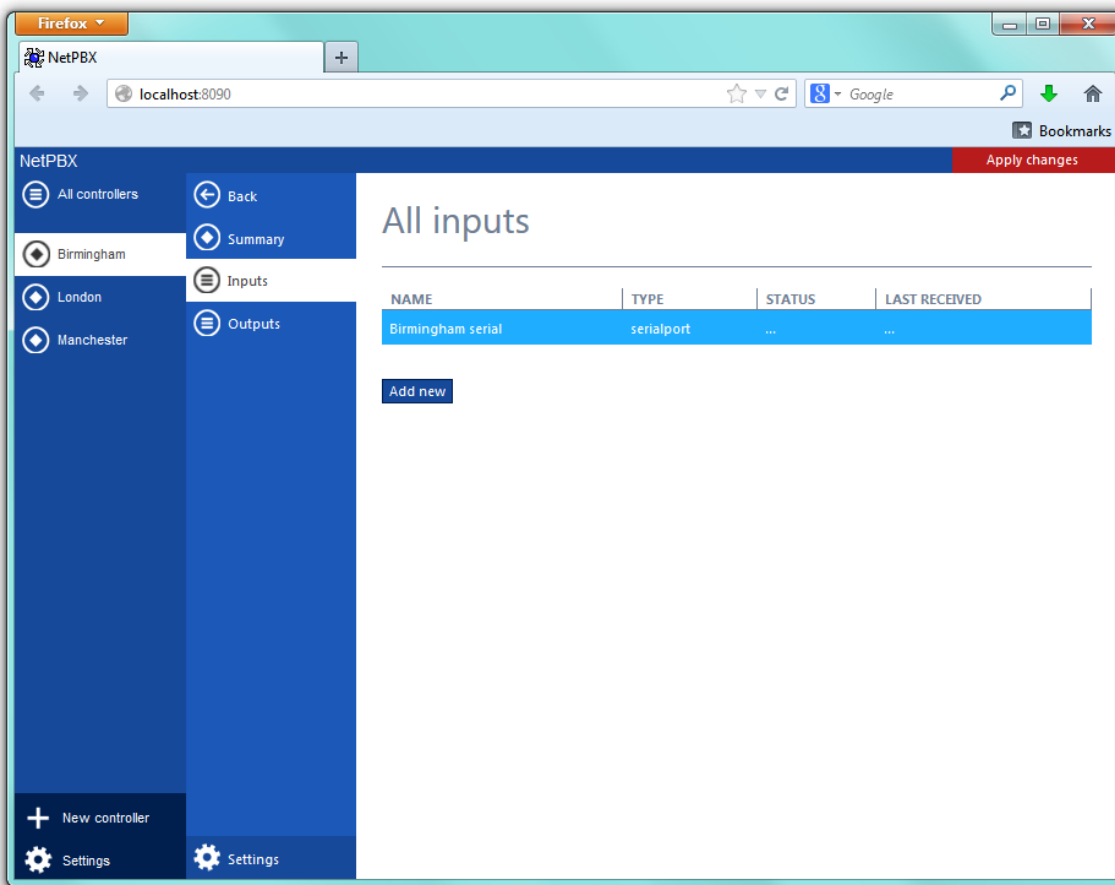 Firefox
NetPBX
localhost:8090
Google
Bookmarks
NetPBX
Apply changes
All controllers
Birmingham
London
Manchester
New controller
Settings
Back
Summary
Inputs
Outputs
Settings
All inputs
NAME TYPE STATUS LAST RECEIVED
Birmingham serial serialport ... ...
Add new